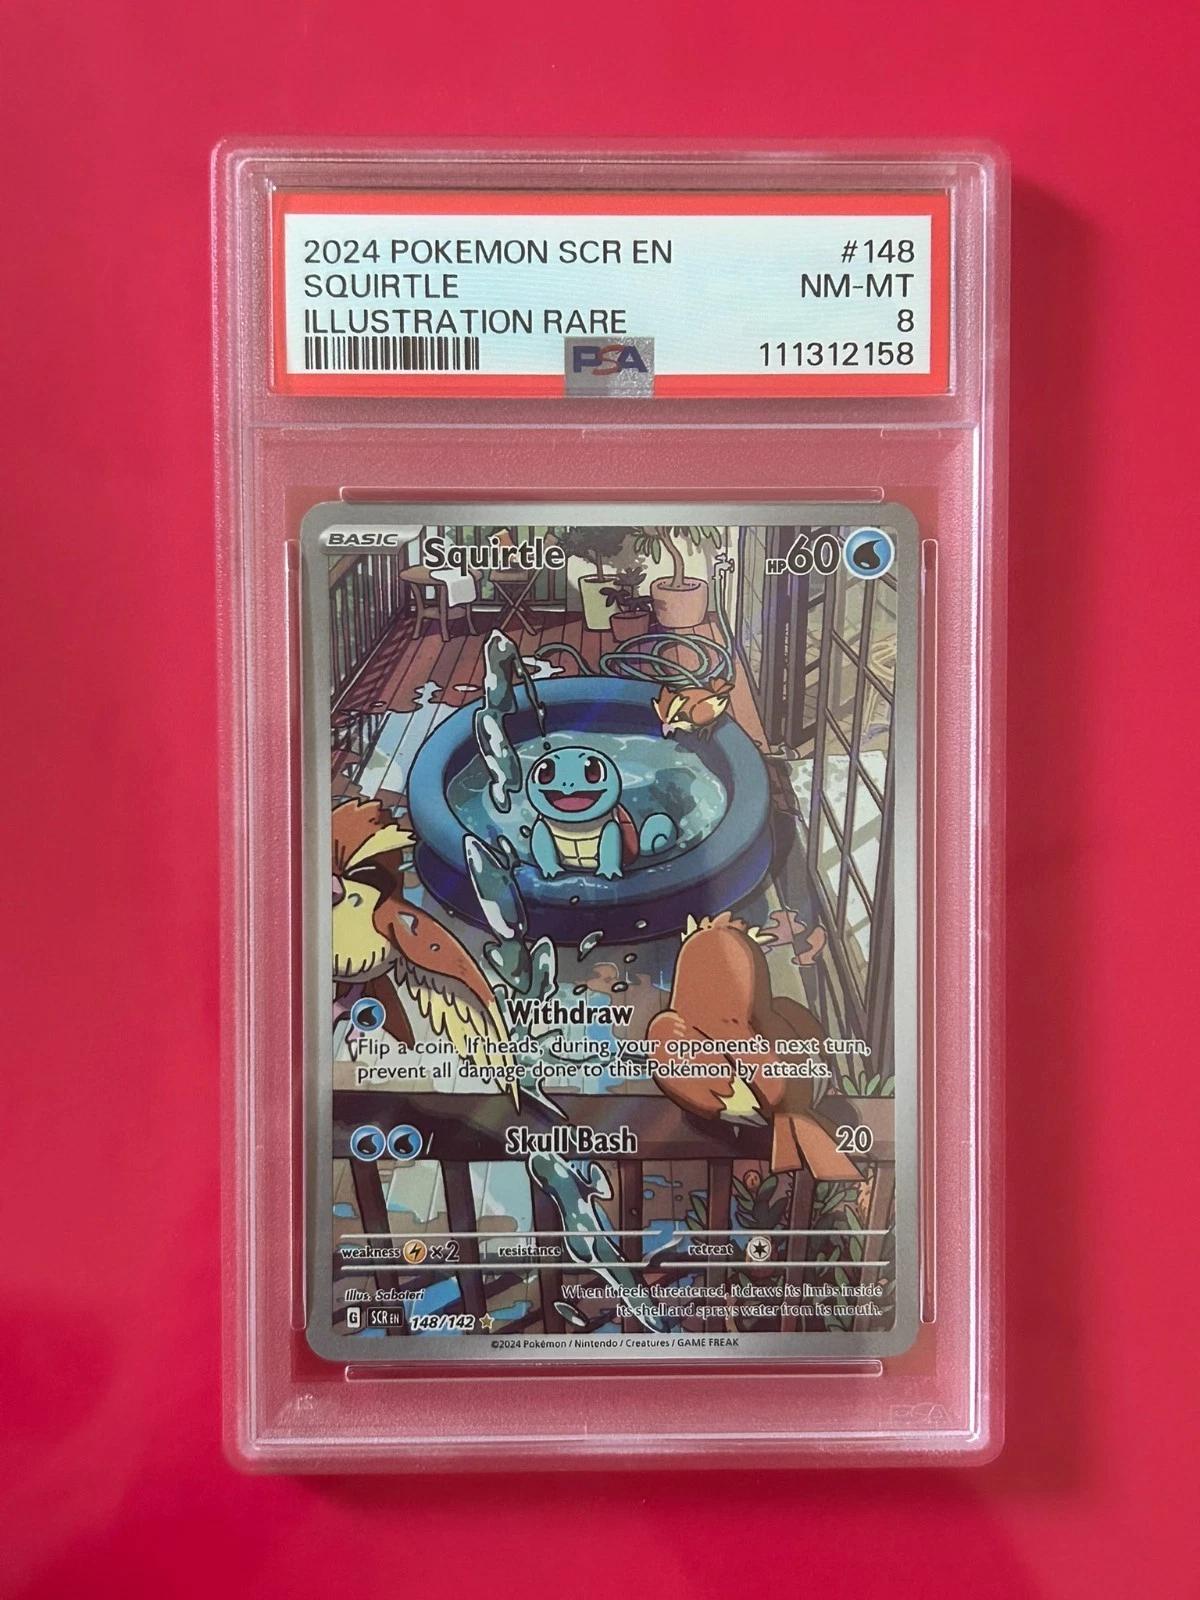 2024 POKEMON SCR EN #148
SQUIRTLE NM-MT
ILLUSTRATION RARE 8
PSA 111312158
BASIC Squirtle HP60
Withdraw
Flip a coin. If heads, during your opponent's next turn,
prevent all damage done to this Pokémon by attacks.
Skull Bash 20
weakness ×2 resistance retreat
Illus. Saboteri
When it feels threatened, it draws its limbs inside
its shell and sprays water from its mouth.
G SCR EN 148/142
©2024 Pokémon / Nintendo / Creatures / GAME FREAK
PSA